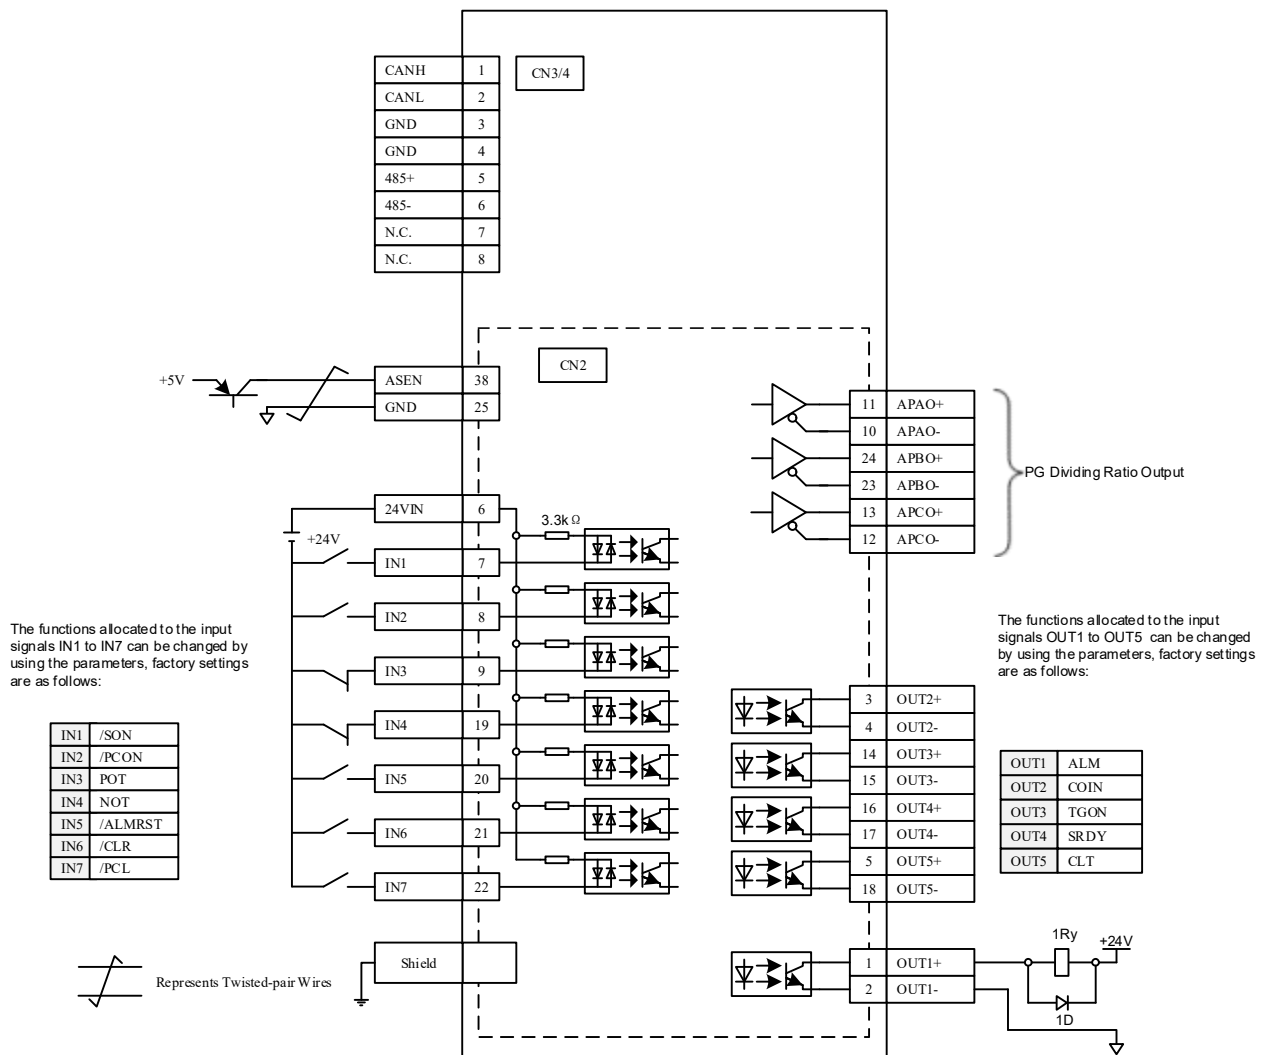 CANH 1
CN3/4
CANL 2
GND 3
GND 4
485+ 5
485- 6
N.C. 7
N.C. 8
CN2
+5V
ASEN 38
GND 25
11 APAO+
10 APAO-
24 APBO+
23 APBO-
13 APCO+
12 APCO-
PG Dividing Ratio Output
24VIN 6
3.3kΩ
+24V
IN1 7
IN2 8
IN3 9
IN4 19
IN5 20
IN6 21
IN7 22
The functions allocated to the input
signals IN1 to IN7 can be changed by
using the parameters, factory settings
are as follows:
IN1 /SON
IN2 /PCON
IN3 POT
IN4 NOT
IN5 /ALMRST
IN6 /CLR
IN7 /PCL
The functions allocated to the input
signals OUT1 to OUT5 can be changed
by using the parameters, factory settings
are as follows:
3 OUT2+
4 OUT2-
14 OUT3+
15 OUT3-
16 OUT4+
17 OUT4-
5 OUT5+
18 OUT5-
OUT1 ALM
OUT2 COIN
OUT3 TGON
OUT4 SRDY
OUT5 CLT
Shield
Represents Twisted-pair Wires
1 OUT1+
2 OUT1-
1Ry
+24V
1D